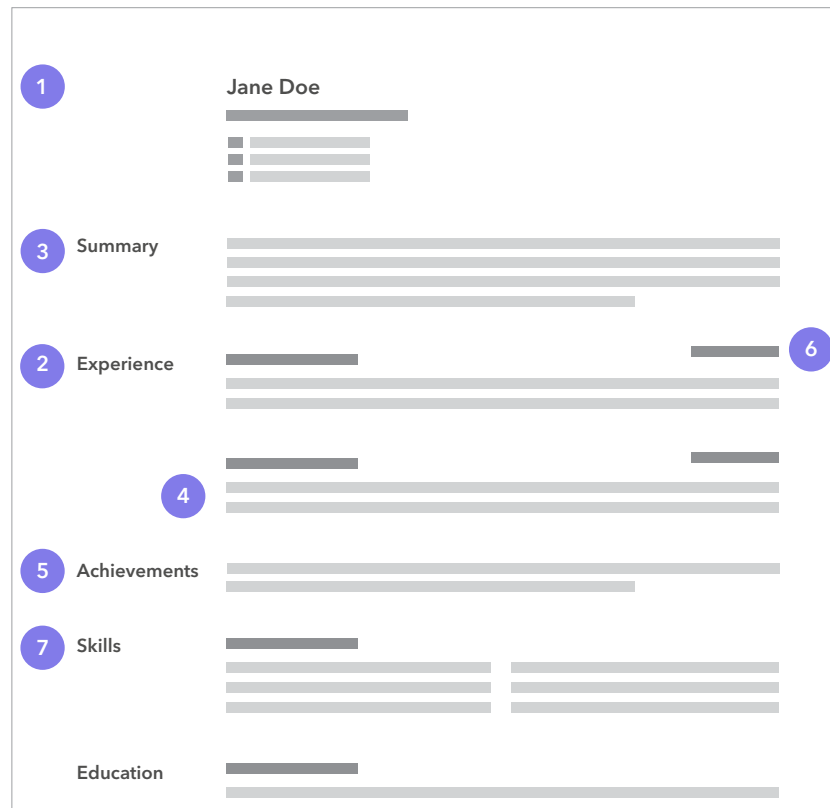 1 Jane Doe
3 Summary
6
2 Experience
4
5 Achievements
7 Skills
Education